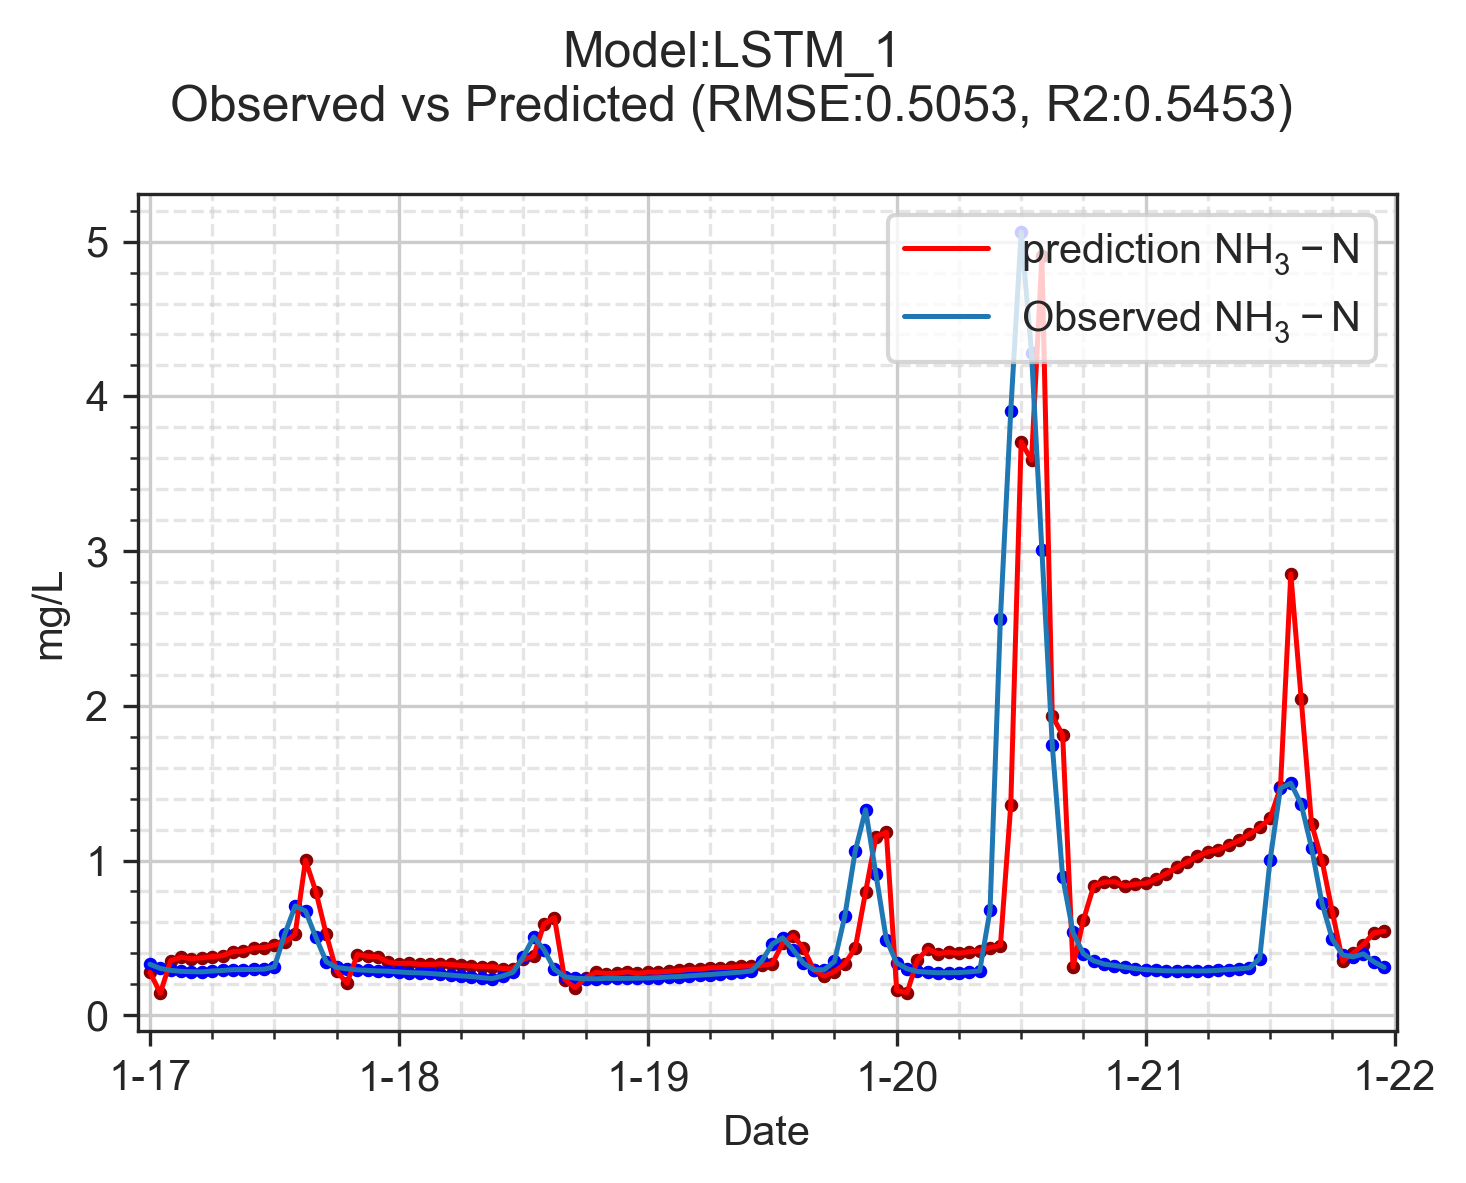 Model:LSTM_1
Observed vs Predicted (RMSE:0.5053, R2:0.5453)
prediction NH₃ − N
Observed NH₃ − N
5
4
3
2
1
0
mg/L
1-17 1-18 1-19 1-20 1-21 1-22
Date